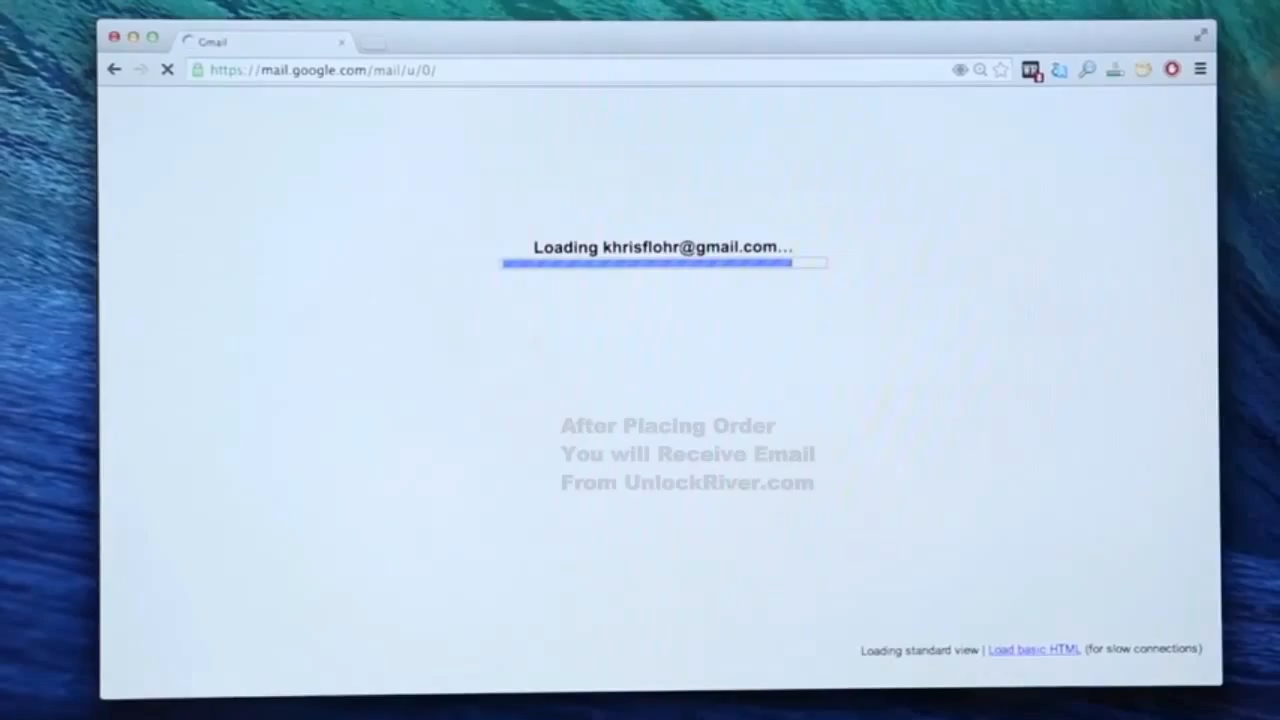 Gmail
https://mail.google.com/mail/u/0/
Loading khrisflohr@gmail.com...
After Placing Order
You will Receive Email
From UnlockRiver.com
Loading standard view | Load basic HTML (for slow connections)